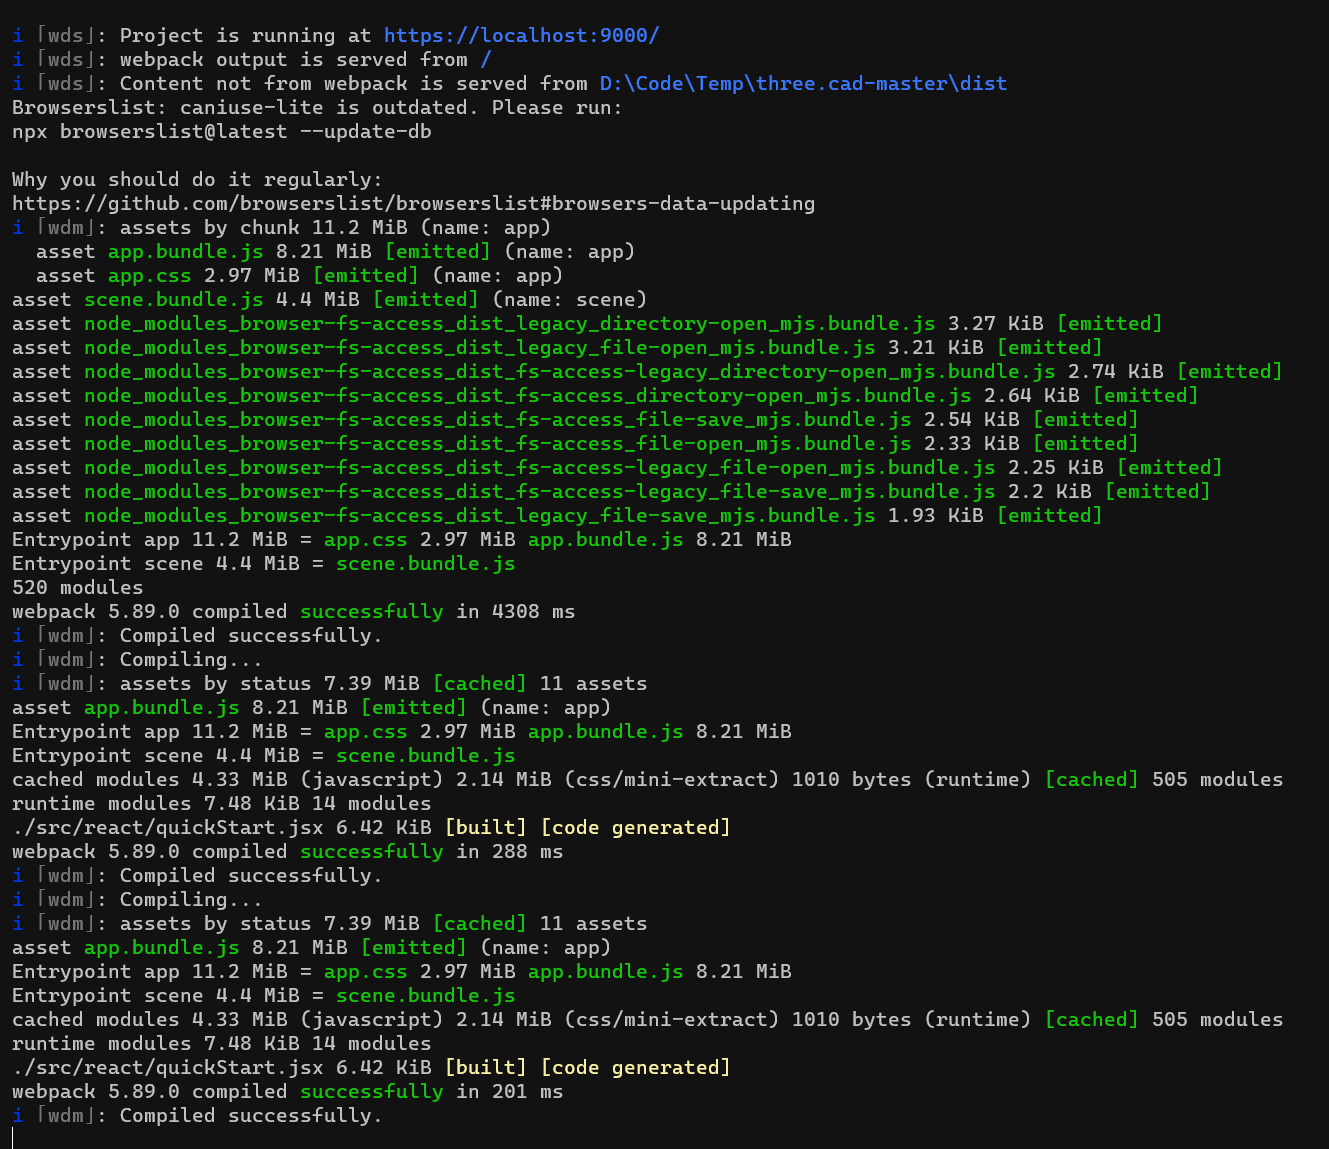 i ⌈wds⌋: Project is running at https://localhost:9000/
i ⌈wds⌋: webpack output is served from /
i ⌈wds⌋: Content not from webpack is served from D:\Code\Temp\three.cad-master\dist
Browserslist: caniuse-lite is outdated. Please run:
npx browserslist@latest --update-db

Why you should do it regularly:
https://github.com/browserslist/browserslist#browsers-data-updating
i ⌈wdm⌋: assets by chunk 11.2 MiB (name: app)
  asset app.bundle.js 8.21 MiB [emitted] (name: app)
  asset app.css 2.97 MiB [emitted] (name: app)
asset scene.bundle.js 4.4 MiB [emitted] (name: scene)
asset node_modules_browser-fs-access_dist_legacy_directory-open_mjs.bundle.js 3.27 KiB [emitted]
asset node_modules_browser-fs-access_dist_legacy_file-open_mjs.bundle.js 3.21 KiB [emitted]
asset node_modules_browser-fs-access_dist_fs-access-legacy_directory-open_mjs.bundle.js 2.74 KiB [emitted]
asset node_modules_browser-fs-access_dist_fs-access_directory-open_mjs.bundle.js 2.64 KiB [emitted]
asset node_modules_browser-fs-access_dist_fs-access_file-save_mjs.bundle.js 2.54 KiB [emitted]
asset node_modules_browser-fs-access_dist_fs-access_file-open_mjs.bundle.js 2.33 KiB [emitted]
asset node_modules_browser-fs-access_dist_fs-access-legacy_file-open_mjs.bundle.js 2.25 KiB [emitted]
asset node_modules_browser-fs-access_dist_fs-access-legacy_file-save_mjs.bundle.js 2.2 KiB [emitted]
asset node_modules_browser-fs-access_dist_legacy_file-save_mjs.bundle.js 1.93 KiB [emitted]
Entrypoint app 11.2 MiB = app.css 2.97 MiB app.bundle.js 8.21 MiB
Entrypoint scene 4.4 MiB = scene.bundle.js
520 modules
webpack 5.89.0 compiled successfully in 4308 ms
i ⌈wdm⌋: Compiled successfully.
i ⌈wdm⌋: Compiling...
i ⌈wdm⌋: assets by status 7.39 MiB [cached] 11 assets
asset app.bundle.js 8.21 MiB [emitted] (name: app)
Entrypoint app 11.2 MiB = app.css 2.97 MiB app.bundle.js 8.21 MiB
Entrypoint scene 4.4 MiB = scene.bundle.js
cached modules 4.33 MiB (javascript) 2.14 MiB (css/mini-extract) 1010 bytes (runtime) [cached] 505 modules
runtime modules 7.48 KiB 14 modules
./src/react/quickStart.jsx 6.42 KiB [built] [code generated]
webpack 5.89.0 compiled successfully in 288 ms
i ⌈wdm⌋: Compiled successfully.
i ⌈wdm⌋: Compiling...
i ⌈wdm⌋: assets by status 7.39 MiB [cached] 11 assets
asset app.bundle.js 8.21 MiB [emitted] (name: app)
Entrypoint app 11.2 MiB = app.css 2.97 MiB app.bundle.js 8.21 MiB
Entrypoint scene 4.4 MiB = scene.bundle.js
cached modules 4.33 MiB (javascript) 2.14 MiB (css/mini-extract) 1010 bytes (runtime) [cached] 505 modules
runtime modules 7.48 KiB 14 modules
./src/react/quickStart.jsx 6.42 KiB [built] [code generated]
webpack 5.89.0 compiled successfully in 201 ms
i ⌈wdm⌋: Compiled successfully.